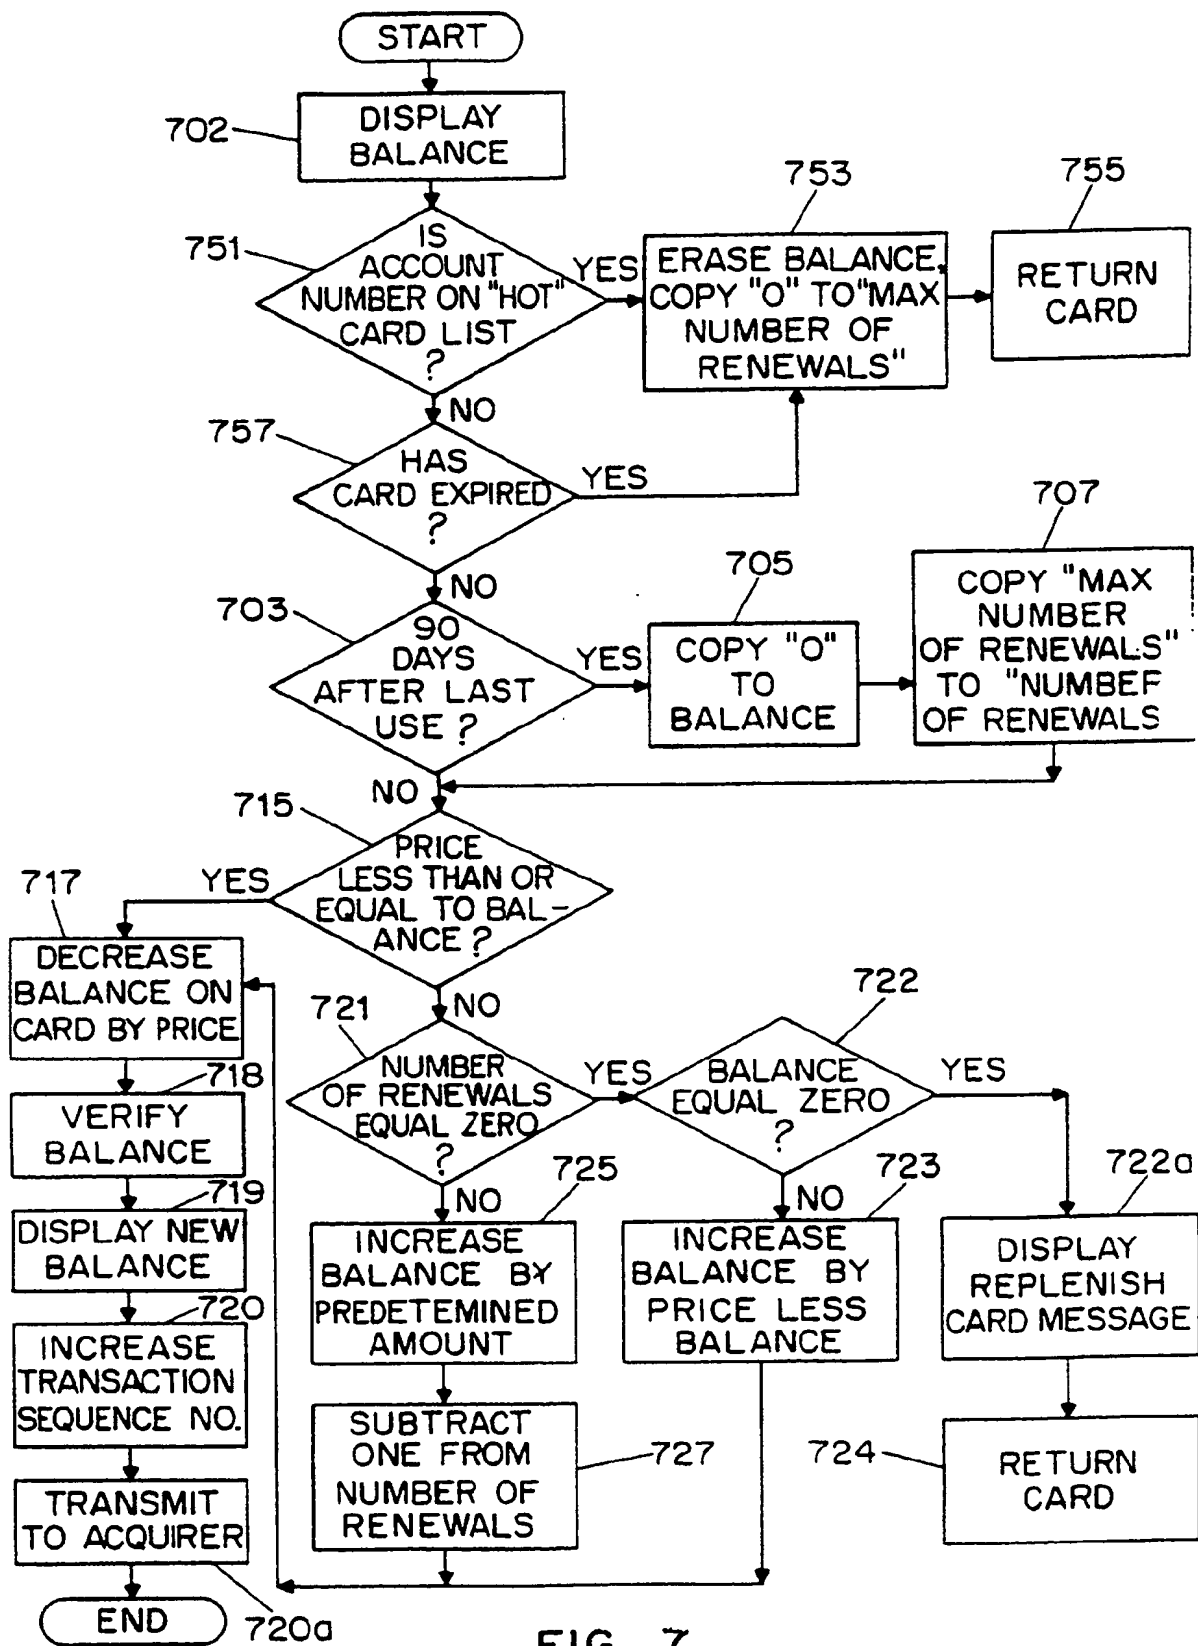 START
702
DISPLAY
BALANCE
751
IS
ACCOUNT
NUMBER ON "HOT"
CARD LIST
?
YES
753
ERASE BALANCE.
COPY "O" TO "MAX
NUMBER OF
RENEWALS"
755
RETURN
CARD
NO
757
HAS
CARD EXPIRED
?
YES
NO
703
90
DAYS
AFTER LAST
USE ?
YES
705
COPY "O"
TO
BALANCE
707
COPY "MAX
NUMBER
OF RENEWALS"
TO "NUMBEF
OF RENEWALS
NO
715
PRICE
LESS THAN OR
EQUAL TO BAL-
ANCE ?
YES
717
DECREASE
BALANCE ON
CARD BY PRICE
718
VERIFY
BALANCE
719
DISPLAY NEW
BALANCE
720
INCREASE
TRANSACTION
SEQUENCE NO.
TRANSMIT
TO ACQUIRER
720a
END
NO
721
NUMBER
OF RENEWALS
EQUAL ZERO
?
YES
722
BALANCE
EQUAL ZERO
?
YES
NO
725
INCREASE
BALANCE BY
PREDETEMINED
AMOUNT
SUBTRACT
ONE FROM
NUMBER OF
RENEWALS
727
NO
723
INCREASE
BALANCE BY
PRICE LESS
BALANCE
722a
DISPLAY
REPLENISH
CARD MESSAGE
724
RETURN
CARD
FIG. 7